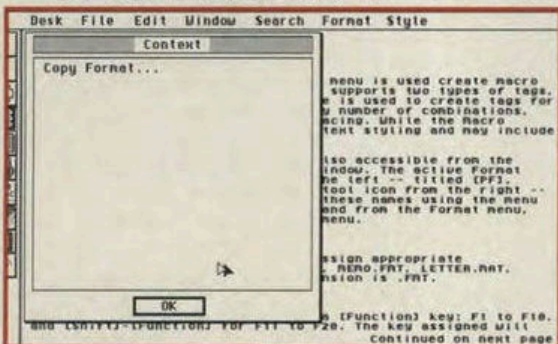 Desk File Edit Window Search Format Style
Context
Copy Format...
menu is used create macro
supports two types of tags.
e is used to create tags for
y number of combinations.
acing. While the Macro
text styling and may include
lso accessible from the
indow. The active Format
he left -- titled [PF].
tool icon from the right --
these names using the menu
and from the Format menu.
menu.
ssign appropriate
, MEMO.FMT, LETTER.MAT.
nsion is .FMT.
OK
a [Function] key: F1 to F10.
and [Shift]-[Function] for F11 to F20. The key assigned will
Continued on next page